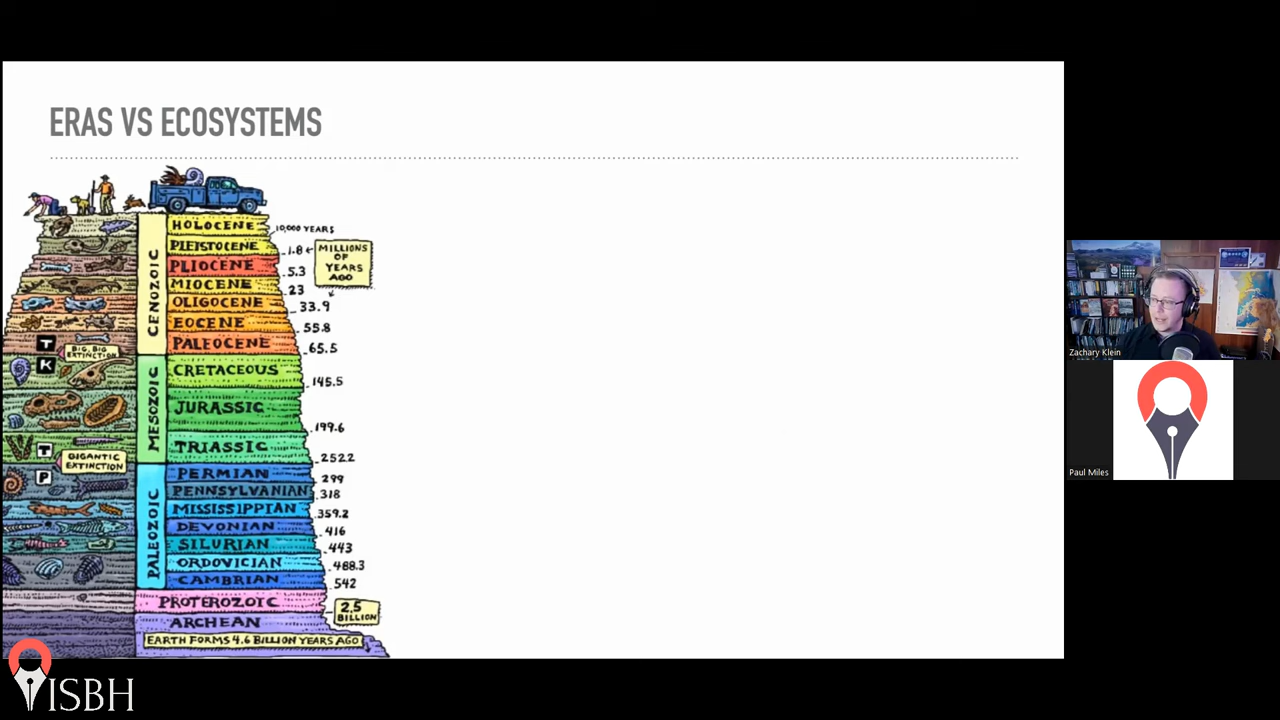 ERAS VS ECOSYSTEMS
HOLOCENE
10,000 YEARS
PLEISTOCENE
1.8
MILLIONS
OF
YEARS
AGO
PLIOCENE
5.3
MIOCENE
23
OLIGOCENE
33.9
EOCENE
55.8
PALEOCENE
65.5
CENOZOIC
T
BIG, BIG
EXTINCTION
K
CRETACEOUS
145.5
JURASSIC
199.6
TRIASSIC
252.2
MESOZOIC
T
GIGANTIC
EXTINCTION
P
PERMIAN
299
PENNSYLVANIAN
318
MISSISSIPPIAN
359.2
DEVONIAN
416
SILURIAN
443
ORDOVICIAN
488.3
CAMBRIAN
542
PALEOZOIC
PROTEROZOIC
2.5
BILLION
ARCHEAN
EARTH FORMS 4.6 BILLION YEARS AGO
ISBH
Zachary Klein
Paul Miles